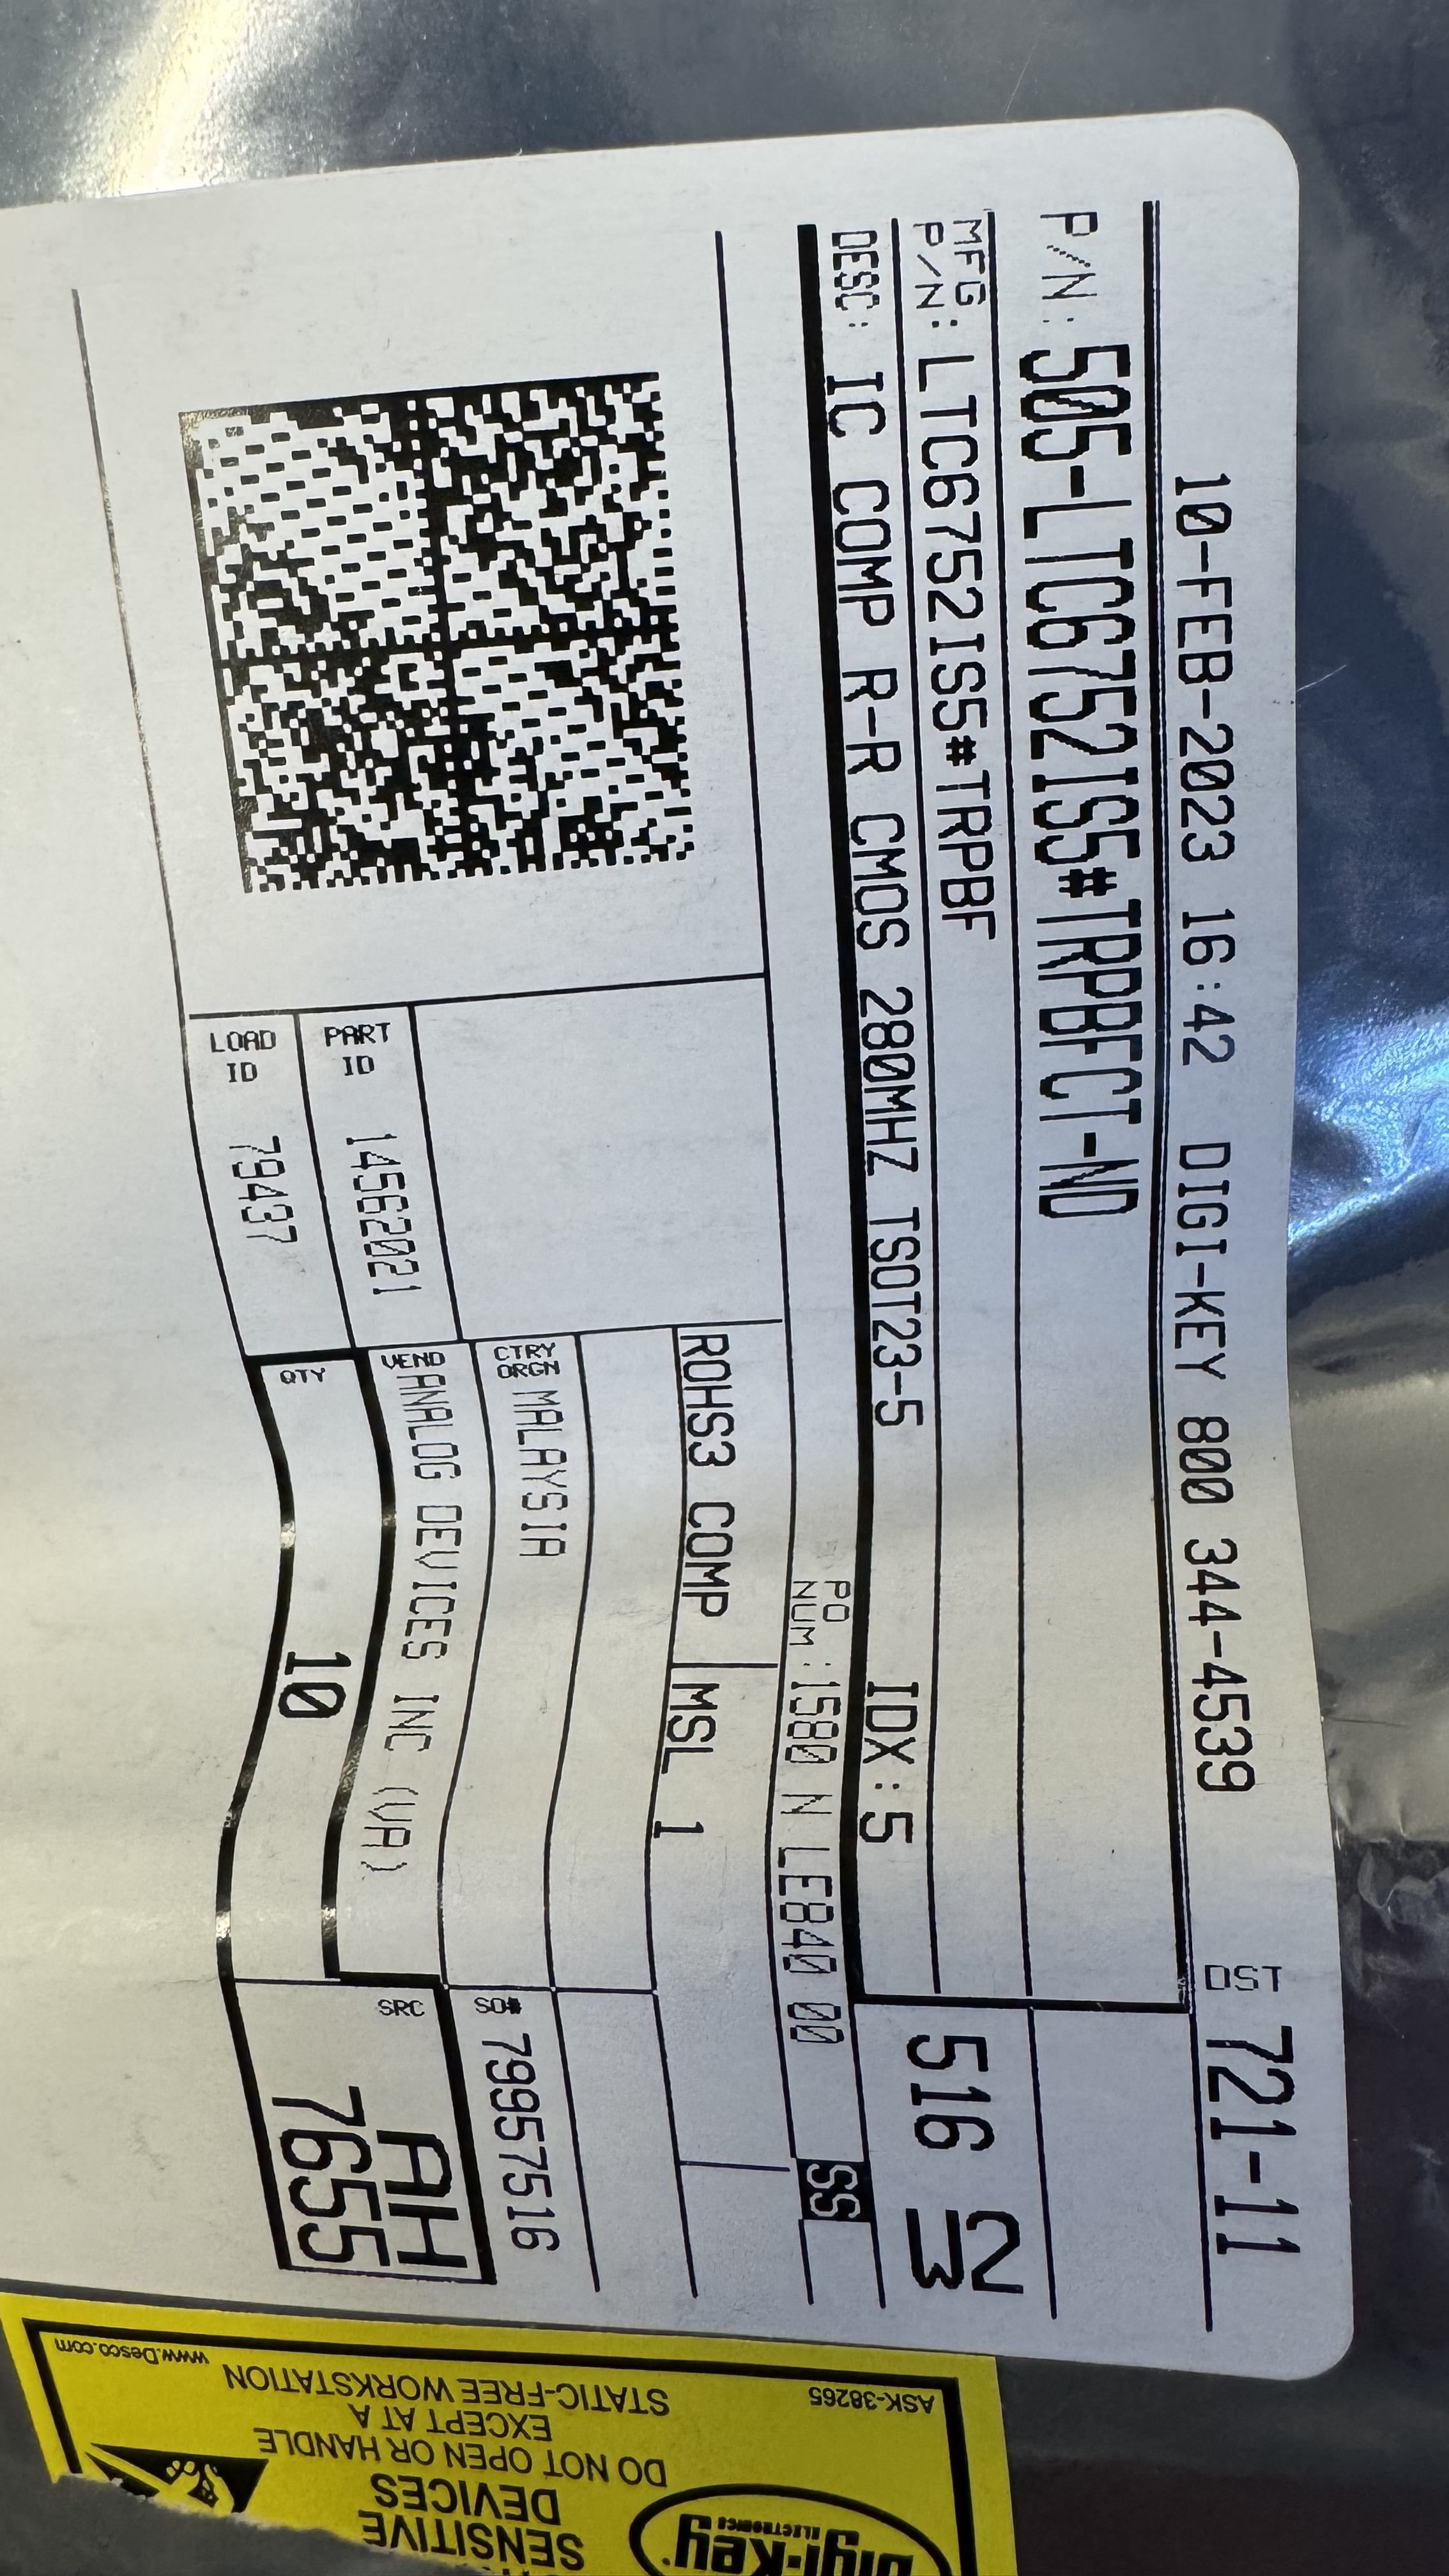 10-FEB-2023 16:42 DIGI-KEY 800 344-4539 DST 721-11
P/N: 505-LTC6752IS5#TRPBFCT-ND
MFG P/N: LTC6752IS5#TRPBF
516
2
3
DESC: IC COMP R-R CMOS 280MHZ TSOT23-5 IDX: 5
PO NUM: 1580 N LE840 00 SS
ROHS3 COMP MSL 1
CTRY ORGN MALAYSIA
SO# 79957516
PART ID 14562021
VEND ANALOG DEVICES INC (VA)
LOAD ID 79437
QTY 10
SRC AH
7655
Digi-Key
ELECTRONICS
SENSITIVE
DEVICES
DO NOT OPEN OR HANDLE
EXCEPT AT A
STATIC-FREE WORKSTATION
ASK-38265
www.Desco.com